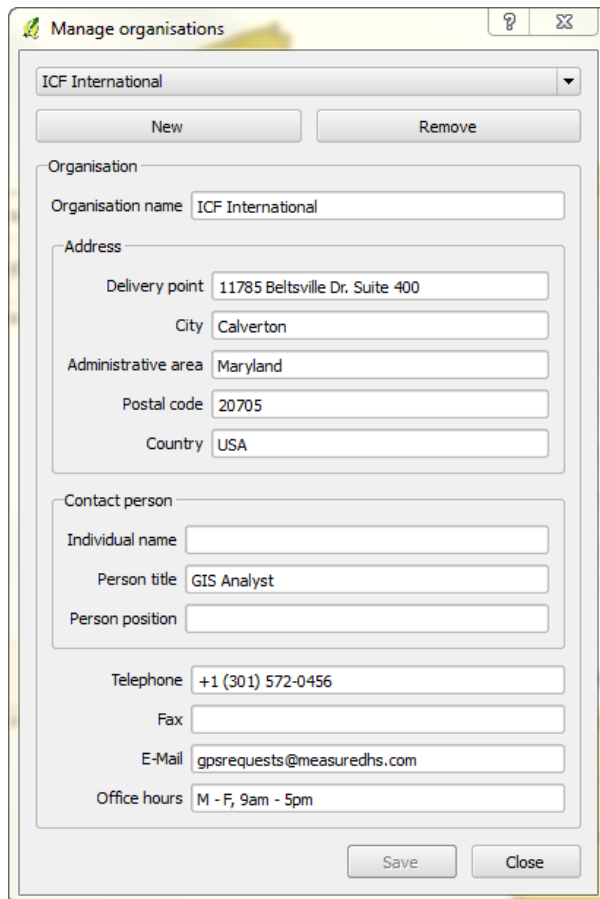 Manage organisations
ICF International
New Remove
Organisation
Organisation name ICF International
Address
Delivery point 11785 Beltsville Dr. Suite 400
City Calverton
Administrative area Maryland
Postal code 20705
Country USA
Contact person
Individual name
Person title GIS Analyst
Person position
Telephone +1 (301) 572-0456
Fax
E-Mail gpsrequests@measuredhs.com
Office hours M - F, 9am - 5pm
Save Close